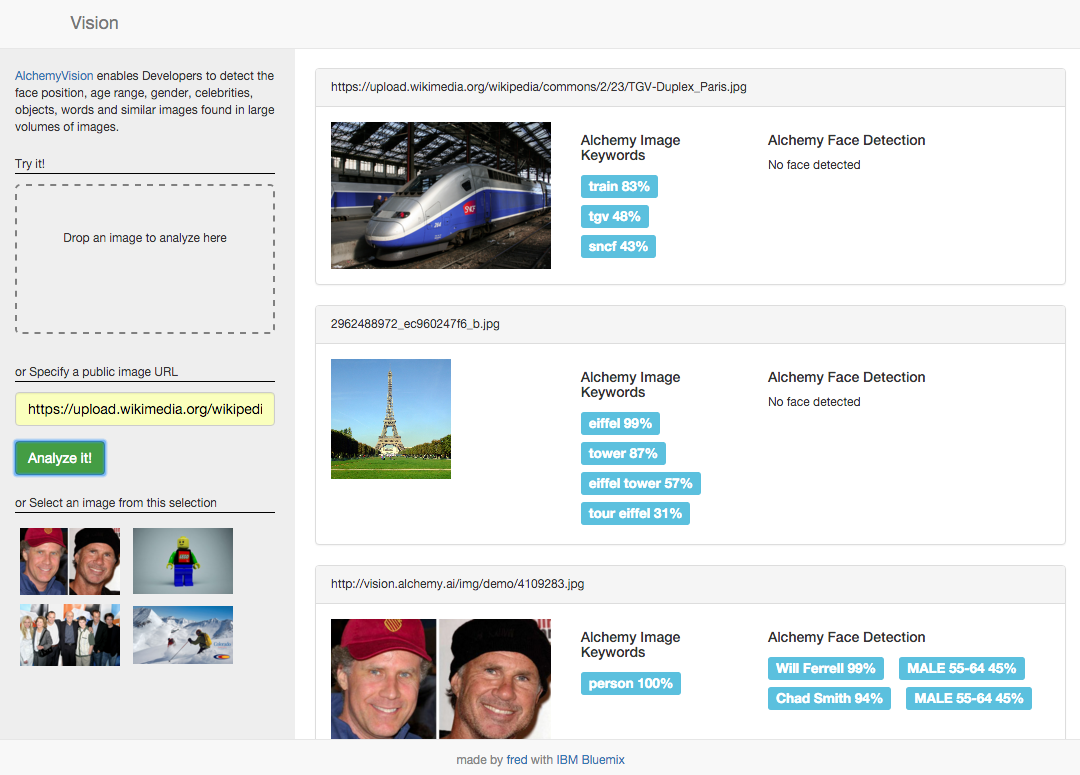 Vision
AlchemyVision enables Developers to detect the
face position, age range, gender, celebrities,
objects, words and similar images found in large
volumes of images.
Try it!
Drop an image to analyze here
or Specify a public image URL
https://upload.wikimedia.org/wikipedi
Analyze it!
or Select an image from this selection
https://upload.wikimedia.org/wikipedia/commons/2/23/TGV-Duplex_Paris.jpg
SNCF
264
Alchemy Image
Keywords
train 83%
tgv 48%
sncf 43%
Alchemy Face Detection
No face detected
2962488972_ec960247f6_b.jpg
Alchemy Image
Keywords
eiffel 99%
tower 87%
eiffel tower 57%
tour eiffel 31%
Alchemy Face Detection
No face detected
http://vision.alchemy.ai/img/demo/4109283.jpg
Alchemy Image
Keywords
person 100%
Alchemy Face Detection
Will Ferrell 99% MALE 55-64 45%
Chad Smith 94% MALE 55-64 45%
made by fred with IBM Bluemix